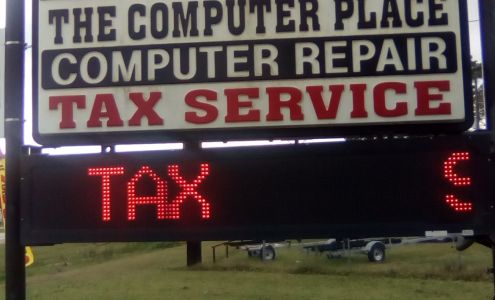 THE COMPUTER PLACE
COMPUTER REPAIR
TAX SERVICE
TAX S